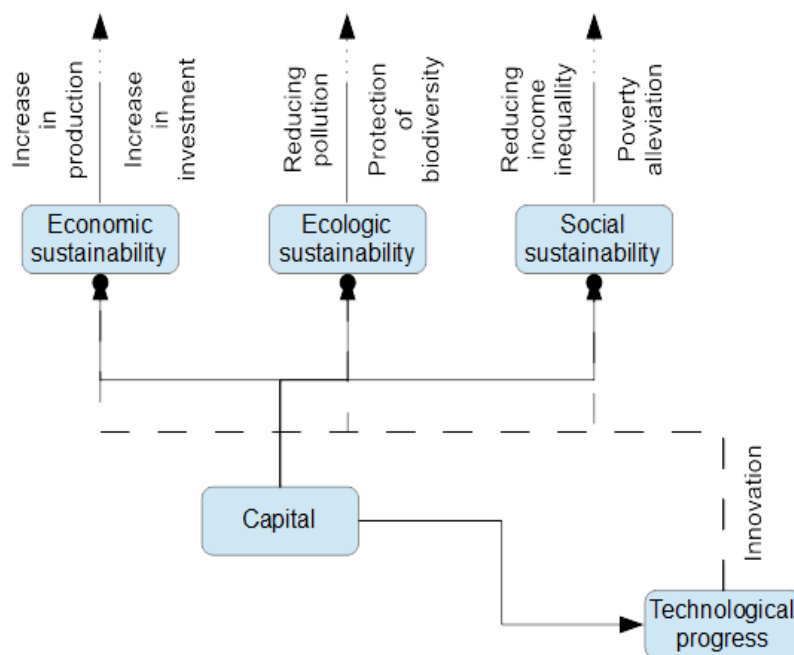 Increase
in
production
Increase
in
investment
Reducing
pollution
Protection
of
biodiversity
Reducing
income
inequallity
Poverty
alleviation
Economic
sustainability
Ecologic
sustainability
Social
sustainability
Capital
Innovation
Technological
progress